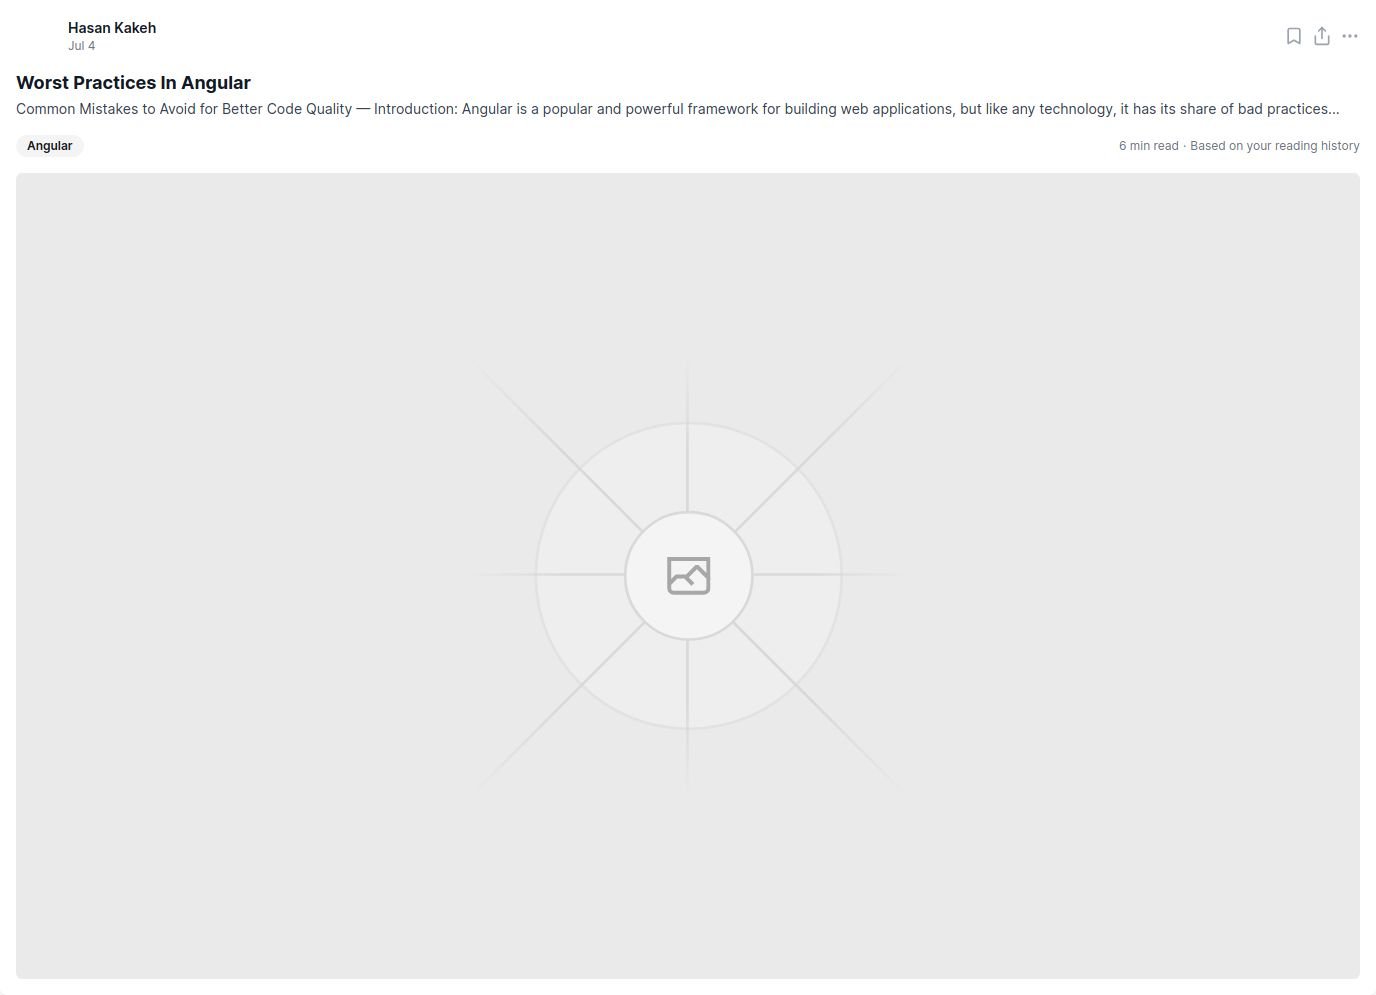 Hasan Kakeh
Jul 4
Worst Practices In Angular
Common Mistakes to Avoid for Better Code Quality — Introduction: Angular is a popular and powerful framework for building web applications, but like any technology, it has its share of bad practices...
Angular
6 min read · Based on your reading history